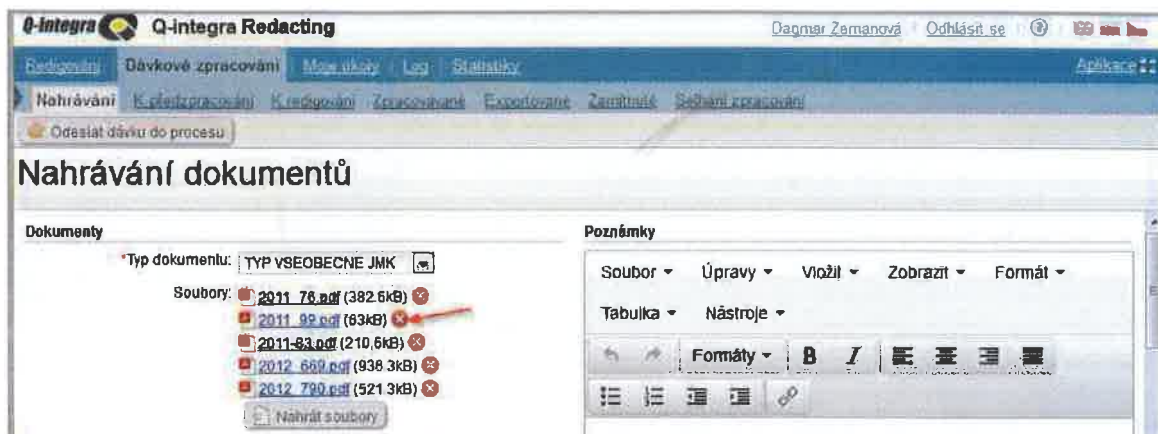 Q-integra Q-integra Redacting Dagmar Zemanová Odhlásit se
Redigování Dávkové zpracování Moje úkoly Log Statistiky Aplikace
Nahrávání K předzpracování K redigování Zpracovávané Exportované Zamítnuté Selhání zpracování
Odeslat dávku do procesu
Nahrávání dokumentů
Dokumenty
*Typ dokumentu: TYP VSEOBECNE JMK
Soubory: 2011_76.pdf (382.6kB)
2011_99.pdf (63kB)
2011-83.pdf (210,6kB)
2012_669.pdf (938.3kB)
2012_790.pdf (521.3kB)
Nahrát soubory
Poznámky
Soubor Úpravy Vložit Zobrazit Formát
Tabulka Nástroje
Formáty B I